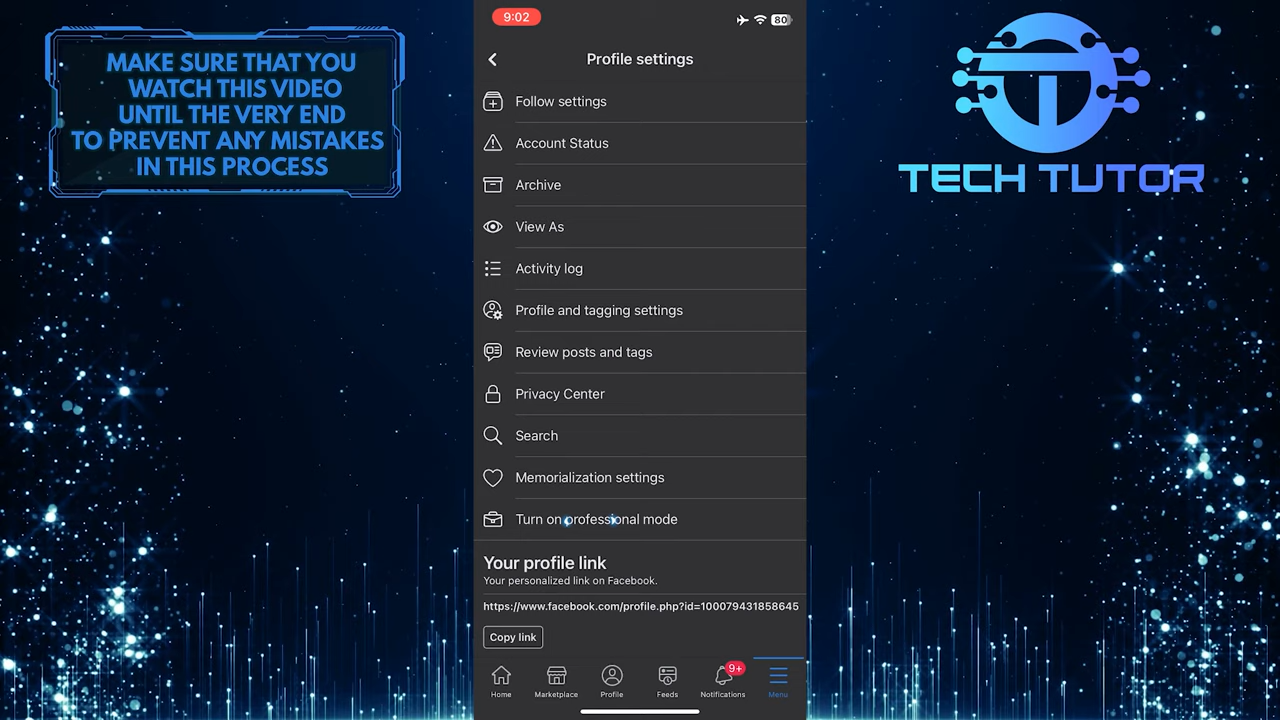 MAKE SURE THAT YOU
WATCH THIS VIDEO
UNTIL THE VERY END
TO PREVENT ANY MISTAKES
IN THIS PROCESS
9:02
80
Profile settings
Follow settings
Account Status
Archive
View As
Activity log
Profile and tagging settings
Review posts and tags
Privacy Center
Search
Memorialization settings
Turn on professional mode
Your profile link
Your personalized link on Facebook.
https://www.facebook.com/profile.php?id=100079431858645
Copy link
Home
Marketplace
Profile
Feeds
9+
Notifications
Menu
TECH TUTOR